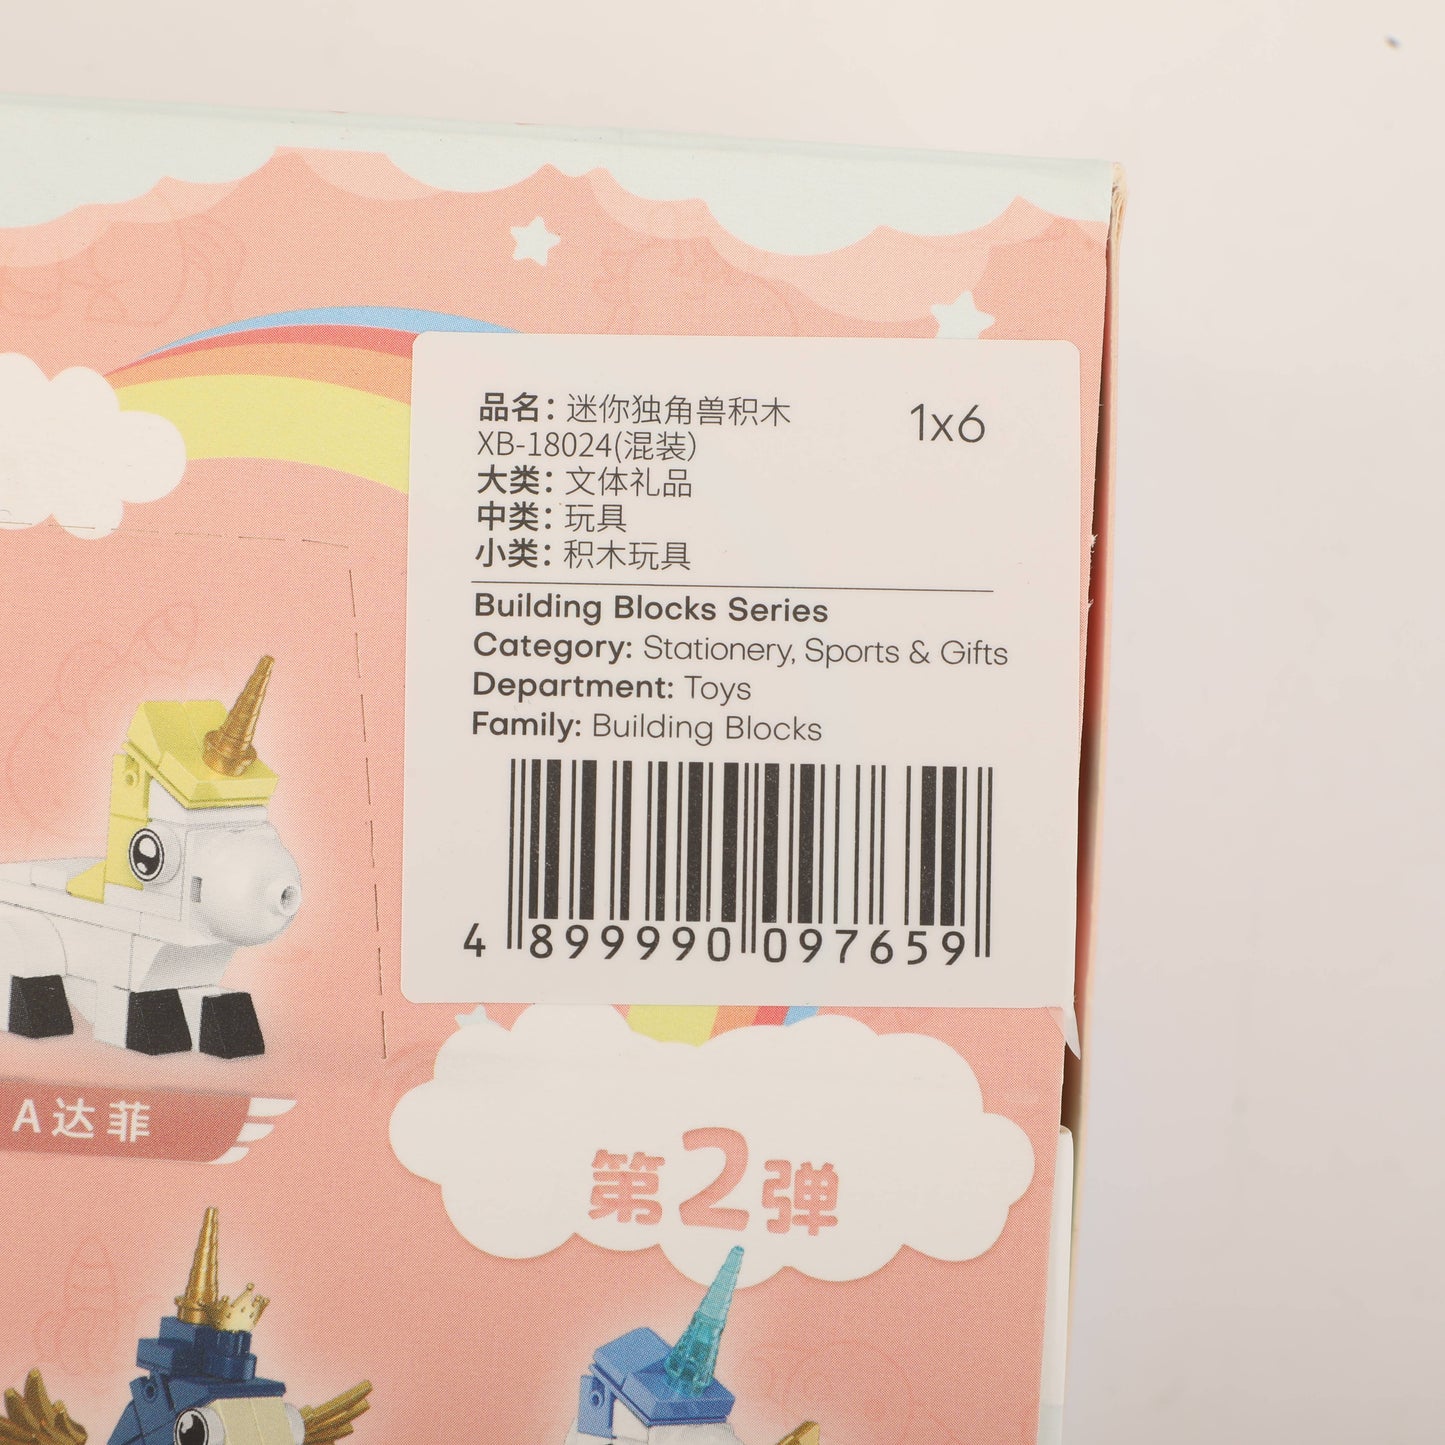 品名：迷你独角兽积木
1x6
XB-18024(混装)
大类：文体礼品
中类：玩具
小类：积木玩具
Building Blocks Series
Category: Stationery, Sports & Gifts
Department: Toys
Family: Building Blocks
4 899990 097659
A达菲
第2弹